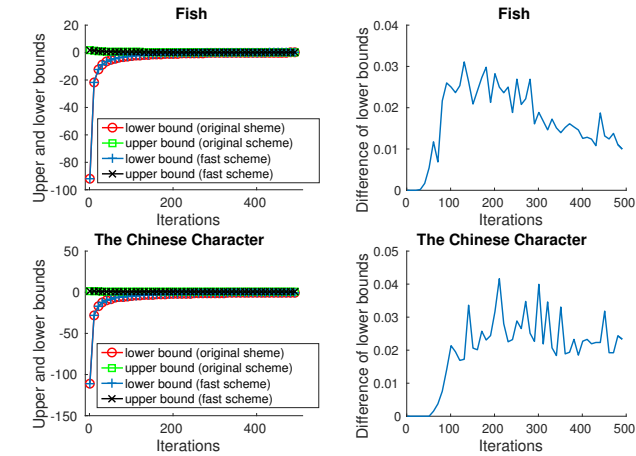 Fish
Upper and lower bounds
20
0
-20
-40
-60
-80
-100
lower bound (original sheme)
upper bound (original scheme)
lower bound (fast scheme)
upper bound (fast scheme)
0
200
400
Iterations
Fish
Difference of lower bounds
0.04
0.03
0.02
0.01
0
0
100
200
300
400
500
Iterations
The Chinese Character
Upper and lower bounds
50
0
-50
-100
-150
lower bound (original sheme)
upper bound (original scheme)
lower bound (fast scheme)
upper bound (fast scheme)
0
200
400
Iterations
The Chinese Character
Difference of lower bounds
0.05
0.04
0.03
0.02
0.01
0
0
100
200
300
400
500
Iterations